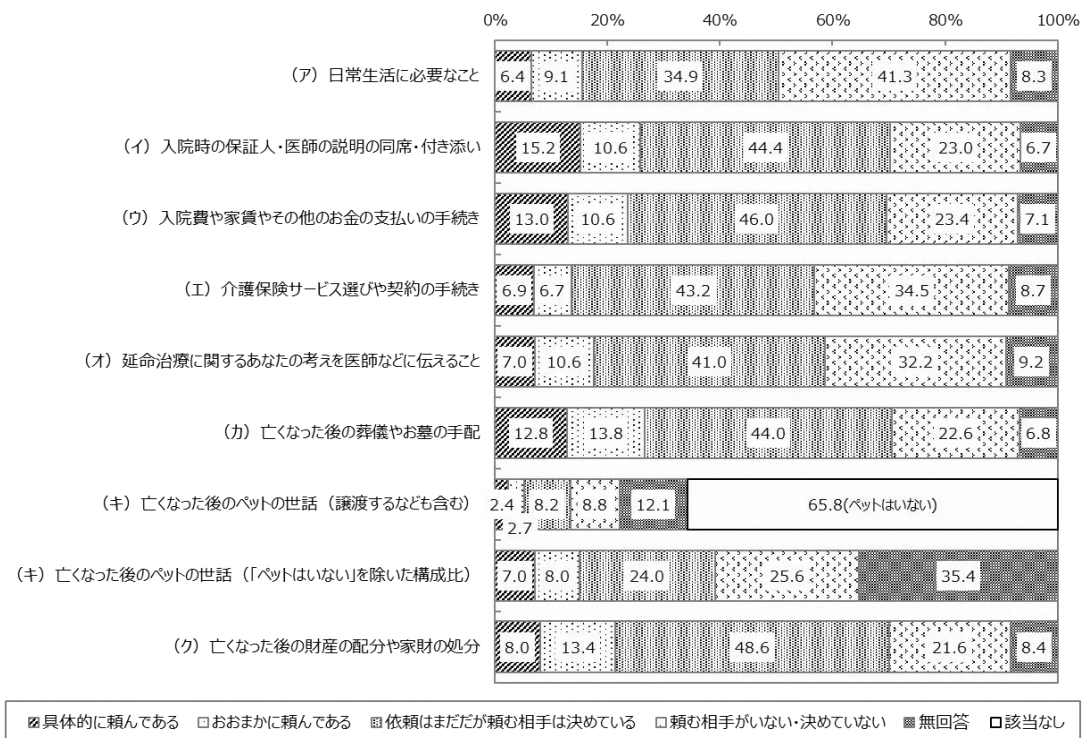 0% 20% 40% 60% 80% 100%
（ア）日常生活に必要なこと 6.4 9.1 34.9 41.3 8.3
（イ）入院時の保証人・医師の説明の同席・付き添い 15.2 10.6 44.4 23.0 6.7
（ウ）入院費や家賃やその他のお金の支払いの手続き 13.0 10.6 46.0 23.4 7.1
（エ）介護保険サービス選びや契約の手続き 6.9 6.7 43.2 34.5 8.7
（オ）延命治療に関するあなたの考えを医師などに伝えること 7.0 10.6 41.0 32.2 9.2
（カ）亡くなった後の葬儀やお墓の手配 12.8 13.8 44.0 22.6 6.8
（キ）亡くなった後のペットの世話（譲渡するなども含む） 2.4 8.2 8.8 12.1 65.8(ペットはいない)
2.7
（キ）亡くなった後のペットの世話（「ペットはいない」を除いた構成比） 7.0 8.0 24.0 25.6 35.4
（ク）亡くなった後の財産の配分や家財の処分 8.0 13.4 48.6 21.6 8.4
具体的に頼んである おおまかに頼んである 依頼はまだだが頼む相手は決めている 頼む相手がいない・決めていない 無回答 該当なし